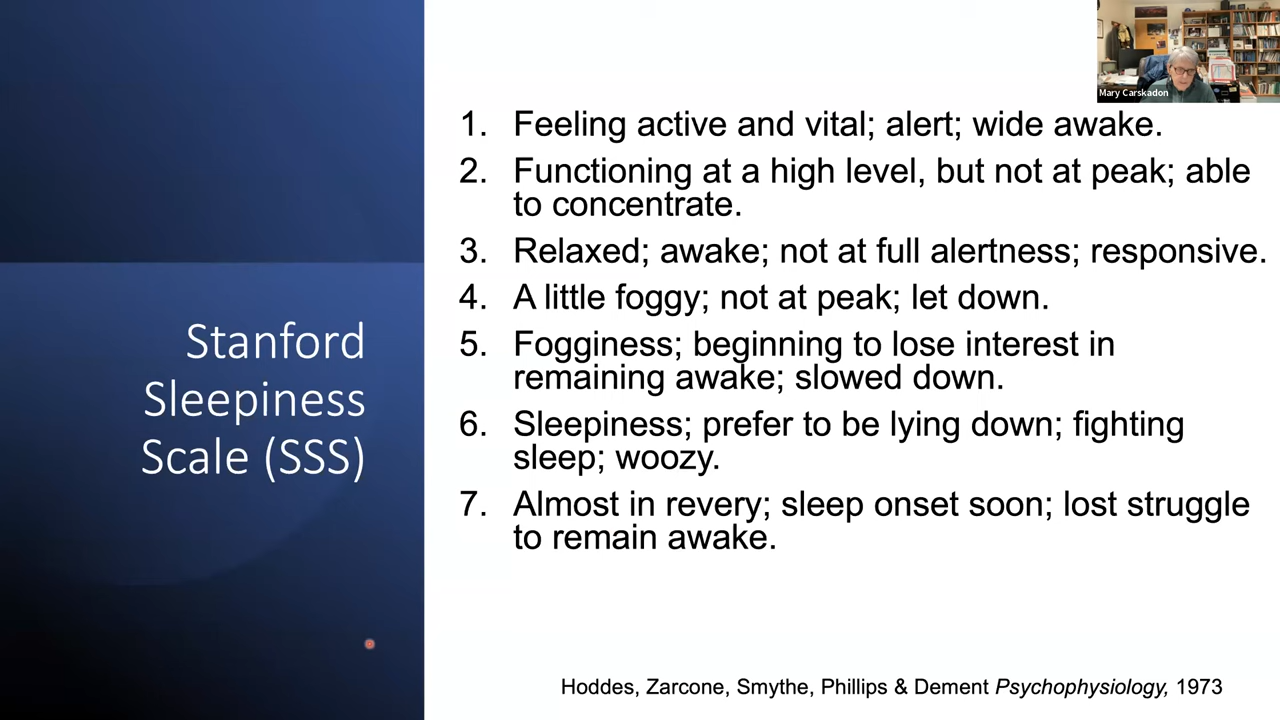 Mary Carskadon
Stanford
Sleepiness
Scale (SSS)
1. Feeling active and vital; alert; wide awake.
2. Functioning at a high level, but not at peak; able
to concentrate.
3. Relaxed; awake; not at full alertness; responsive.
4. A little foggy; not at peak; let down.
5. Fogginess; beginning to lose interest in
remaining awake; slowed down.
6. Sleepiness; prefer to be lying down; fighting
sleep; woozy.
7. Almost in revery; sleep onset soon; lost struggle
to remain awake.
Hoddes, Zarcone, Smythe, Phillips & Dement Psychophysiology, 1973